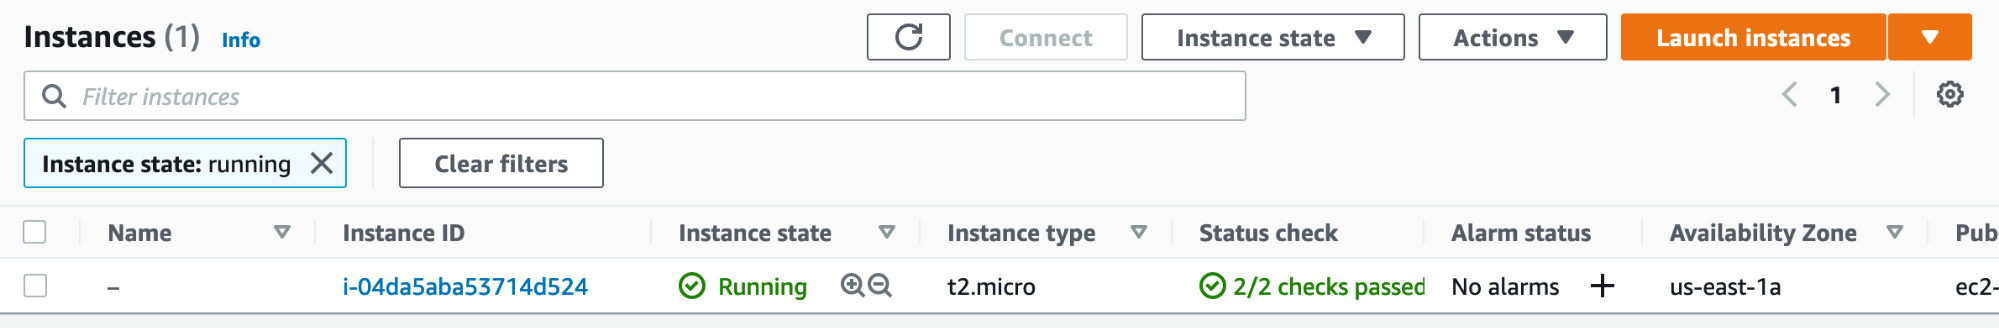 Instances (1) Info Connect Instance state Actions Launch instances
Filter instances 1
Instance state: running Clear filters
Name Instance ID Instance state Instance type Status check Alarm status Availability Zone Pub
– i-04da5aba53714d524 Running t2.micro 2/2 checks passed No alarms + us-east-1a ec2-